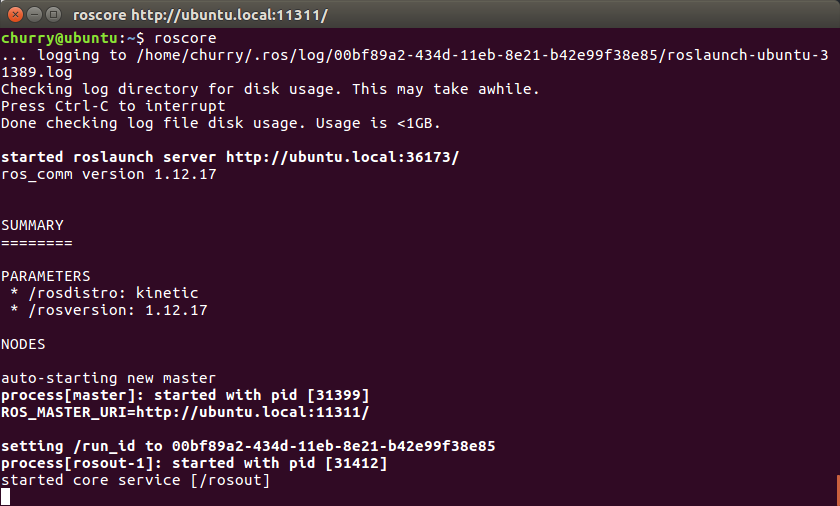 roscore http://ubuntu.local:11311/
churry@ubuntu:~$ roscore
... logging to /home/churry/.ros/log/00bf89a2-434d-11eb-8e21-b42e99f38e85/roslaunch-ubuntu-3
1389.log
Checking log directory for disk usage. This may take awhile.
Press Ctrl-C to interrupt
Done checking log file disk usage. Usage is <1GB.
started roslaunch server http://ubuntu.local:36173/
ros_comm version 1.12.17
SUMMARY
========
PARAMETERS
* /rosdistro: kinetic
* /rosversion: 1.12.17
NODES
auto-starting new master
process[master]: started with pid [31399]
ROS_MASTER_URI=http://ubuntu.local:11311/
setting /run_id to 00bf89a2-434d-11eb-8e21-b42e99f38e85
process[rosout-1]: started with pid [31412]
started core service [/rosout]